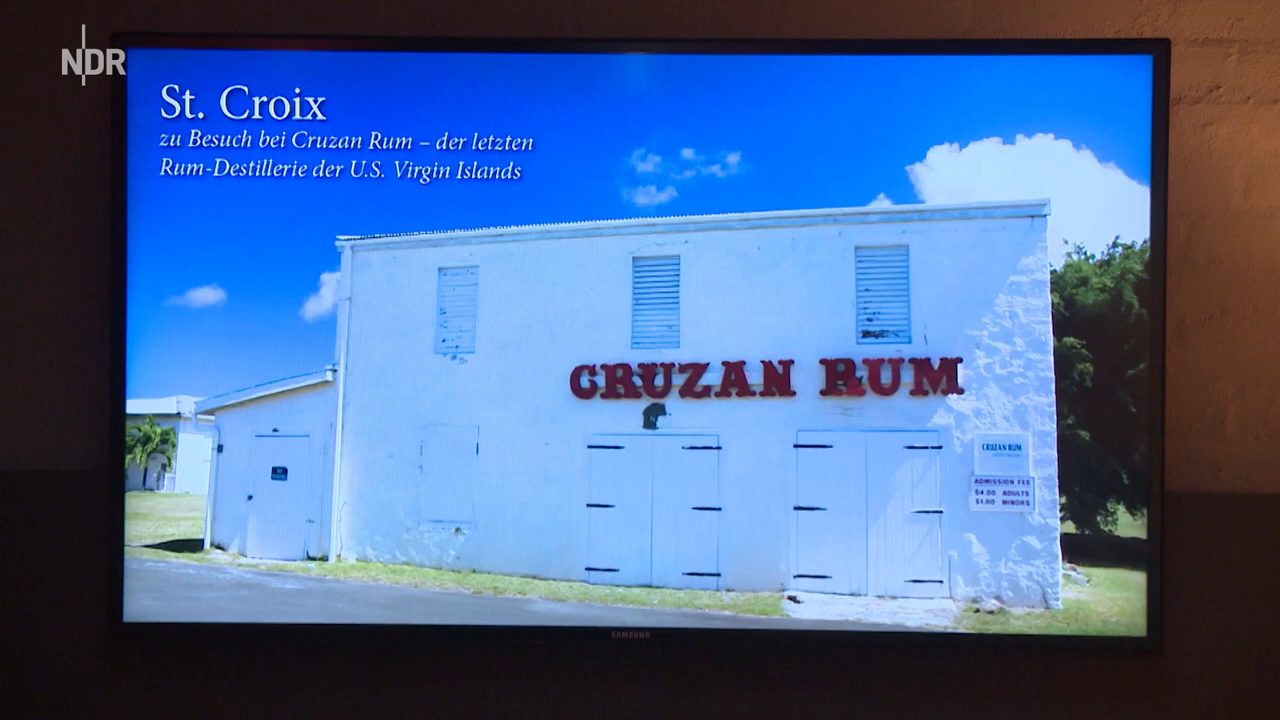 NDR
St. Croix
zu Besuch bei Cruzan Rum – der letzten
Rum-Destillerie der U.S. Virgin Islands
CRUZAN RUM
CRUZAN RUM
ADMISSION FEE
$4.00 ADULTS
$1.00 MINORS
SAMSUNG